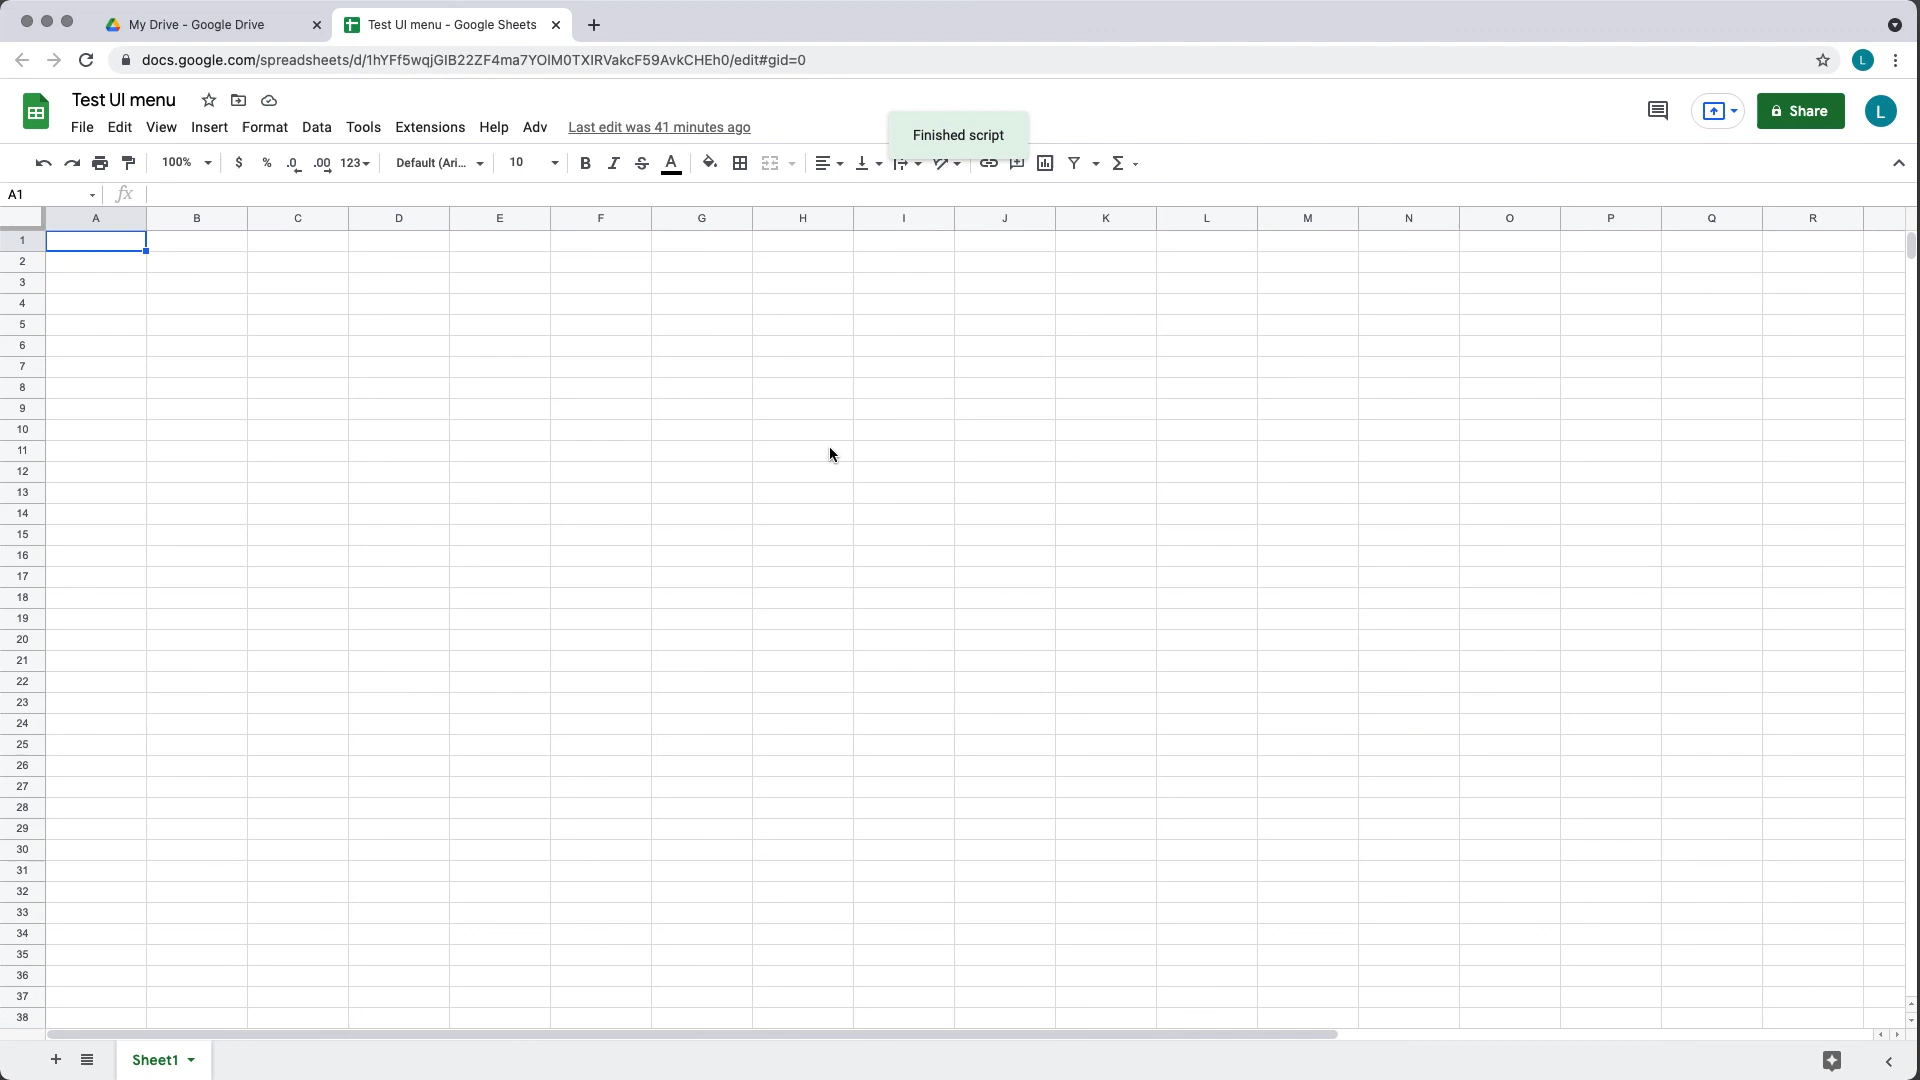 My Drive - Google Drive
Test UI menu - Google Sheets
docs.google.com/spreadsheets/d/1hYFf5wqjGIB22ZF4ma7YOlM0TXIRVakcF59AvkCHEh0/edit#gid=0
L
Test UI menu
File Edit View Insert Format Data Tools Extensions Help Adv Last edit was 41 minutes ago
Finished script
Share
L
100% $ % .0 .00 123 Default (Ari... 10 B I S A
A1 fx
A B C D E F G H I J K L M N O P Q R
1
2
3
4
5
6
7
8
9
10
11
12
13
14
15
16
17
18
19
20
21
22
23
24
25
26
27
28
29
30
31
32
33
34
35
36
37
38
Sheet1